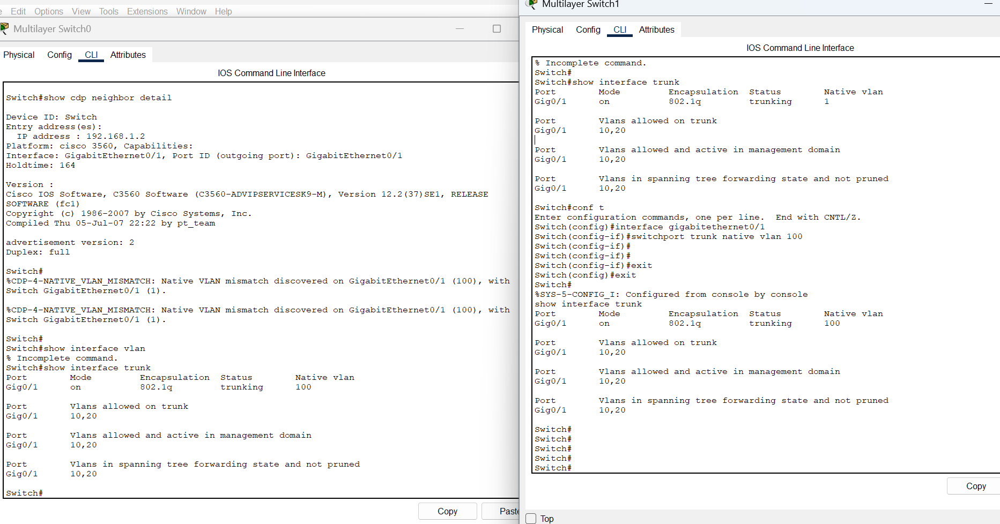 Edit Options View Tools Extensions Window Help
Multilayer Switch0
Physical Config CLI Attributes
IOS Command Line Interface
Switch#show cdp neighbor detail
Device ID: Switch
Entry address(es):
IP address : 192.168.1.2
Platform: cisco 3560, Capabilities:
Interface: GigabitEthernet0/1, Port ID (outgoing port): GigabitEthernet0/1
Holdtime: 164
Version :
Cisco IOS Software, C3560 Software (C3560-ADVIPSERVICESK9-M), Version 12.2(37)SE1, RELEASE
SOFTWARE (fc1)
Copyright (c) 1986-2007 by Cisco Systems, Inc.
Compiled Thu 05-Jul-07 22:22 by pt_team
advertisement version: 2
Duplex: full
Switch#
%CDP-4-NATIVE_VLAN_MISMATCH: Native VLAN mismatch discovered on GigabitEthernet0/1 (100), with
Switch GigabitEthernet0/1 (1).
%CDP-4-NATIVE_VLAN_MISMATCH: Native VLAN mismatch discovered on GigabitEthernet0/1 (100), with
Switch GigabitEthernet0/1 (1).
Switch#
Switch#show interface vlan
% Incomplete command.
Switch#show interface trunk
Port Mode Encapsulation Status Native vlan
Gig0/1 on 802.1q trunking 100
Port Vlans allowed on trunk
Gig0/1 10,20
Port Vlans allowed and active in management domain
Gig0/1 10,20
Port Vlans in spanning tree forwarding state and not pruned
Gig0/1 10,20
Switch#
Copy Paste
Multilayer Switch1
Physical Config CLI Attributes
IOS Command Line Interface
% Incomplete command.
Switch#
Switch#show interface trunk
Port Mode Encapsulation Status Native vlan
Gig0/1 on 802.1q trunking 1
Port Vlans allowed on trunk
Gig0/1 10,20
Port Vlans allowed and active in management domain
Gig0/1 10,20
Port Vlans in spanning tree forwarding state and not pruned
Gig0/1 10,20
Switch#conf t
Enter configuration commands, one per line. End with CNTL/Z.
Switch(config)#interface gigabitethernet0/1
Switch(config-if)#switchport trunk native vlan 100
Switch(config-if)#
Switch(config-if)#
Switch(config-if)#exit
Switch(config)#exit
Switch#
%SYS-5-CONFIG_I: Configured from console by console
show interface trunk
Port Mode Encapsulation Status Native vlan
Gig0/1 on 802.1q trunking 100
Port Vlans allowed on trunk
Gig0/1 10,20
Port Vlans allowed and active in management domain
Gig0/1 10,20
Port Vlans in spanning tree forwarding state and not pruned
Gig0/1 10,20
Switch#
Switch#
Switch#
Switch#
Switch#
Copy
Top